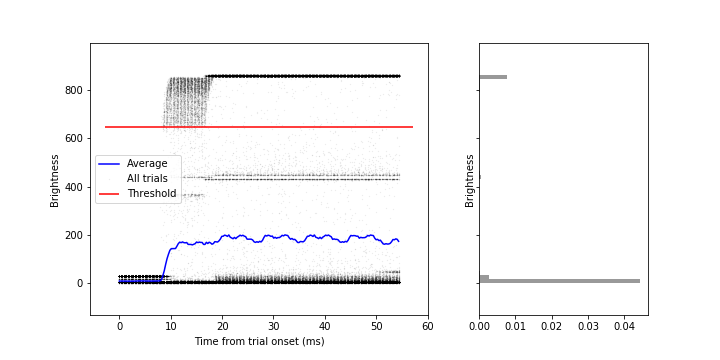 800
600
400
200
0
Brightness
Average
All trials
Threshold
0 10 20 30 40 50 60
Time from trial onset (ms)
Brightness
0.00 0.01 0.02 0.03 0.04